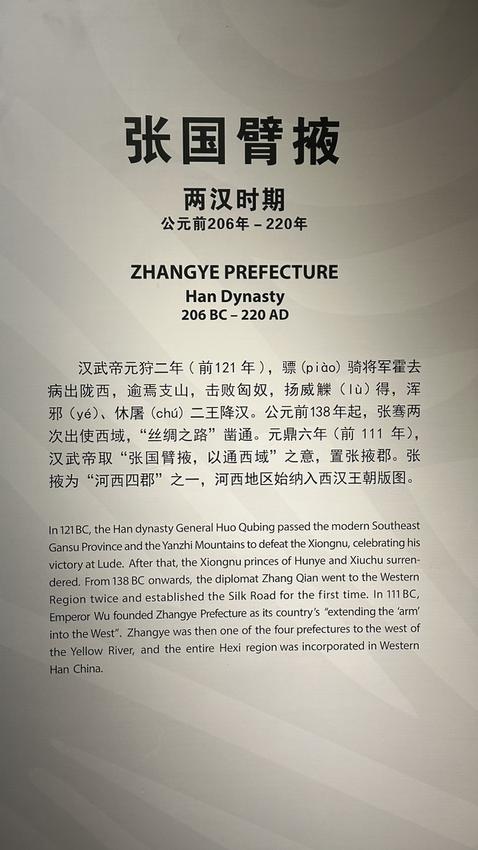 张国臂掖
两汉时期
公元前206年－220年
ZHANGYE PREFECTURE
Han Dynasty
206 BC – 220 AD
汉武帝元狩二年（前121 年），骠（piào）骑将军霍去
病出陇西，逾焉支山，击败匈奴，扬威觻（lù）得，浑
邪（yé）、休屠（chú）二王降汉。公元前138年起，张骞两
次出使西域，“丝绸之路”凿通。元鼎六年（前 111 年），
汉武帝取“张国臂掖，以通西域”之意，置张掖郡。张
掖为“河西四郡”之一，河西地区始纳入西汉王朝版图。
In 121 BC, the Han dynasty General Huo Qubing passed the modern Southeast
Gansu Province and the Yanzhi Mountains to defeat the Xiongnu, celebrating his
victory at Lude. After that, the Xiongnu princes of Hunye and Xiuchu surren-
dered. From 138 BC onwards, the diplomat Zhang Qian went to the Western
Region twice and established the Silk Road for the first time. In 111 BC,
Emperor Wu founded Zhangye Prefecture as its country’s “extending the ‘arm’
into the West”. Zhangye was then one of the four prefectures to the west of
the Yellow River, and the entire Hexi region was incorporated in Western
Han China.